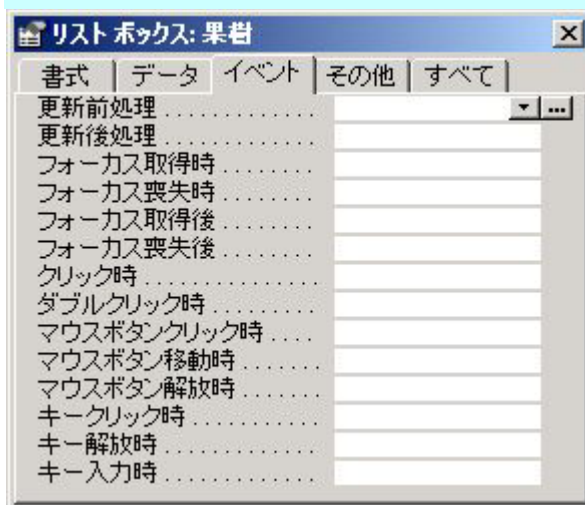 リスト ボックス: 果樹
書式 データ イベント その他 すべて
更新前処理 . . . . . . . . . . . . .
更新後処理 . . . . . . . . . . . . .
フォーカス取得時 . . . . . . . .
フォーカス喪失時 . . . . . . . .
フォーカス取得後 . . . . . . . .
フォーカス喪失後 . . . . . . . .
クリック時 . . . . . . . . . . . . . .
ダブルクリック時 . . . . . . . . .
マウスボタンクリック時 . . . .
マウスボタン移動時 . . . . . . .
マウスボタン解放時 . . . . . . .
キークリック時 . . . . . . . . . . .
キー解放時 . . . . . . . . . . . . .
キー入力時 . . . . . . . . . . . . .